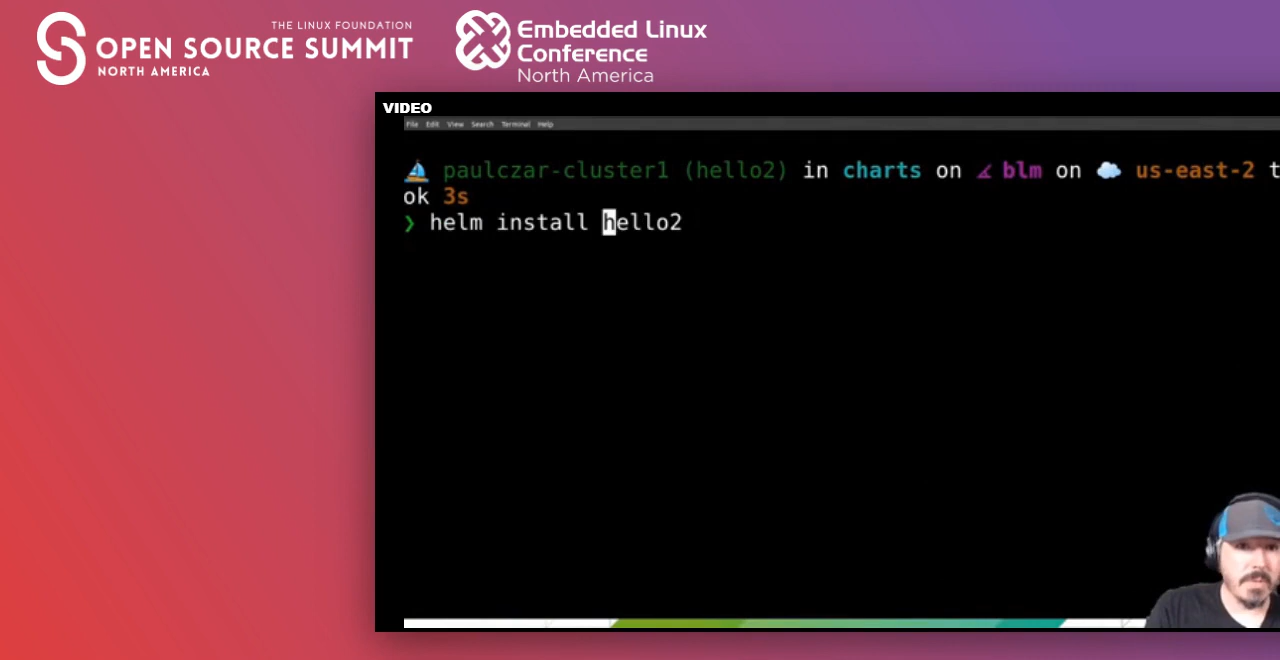 THE LINUX FOUNDATION
OPEN SOURCE SUMMIT
NORTH AMERICA
Embedded Linux
Conference
North America
VIDEO
File Edit View Search Terminal Help
paulczar-cluster1 (hello2) in charts on blm on us-east-2 t
ok 3s
❯ helm install hello2